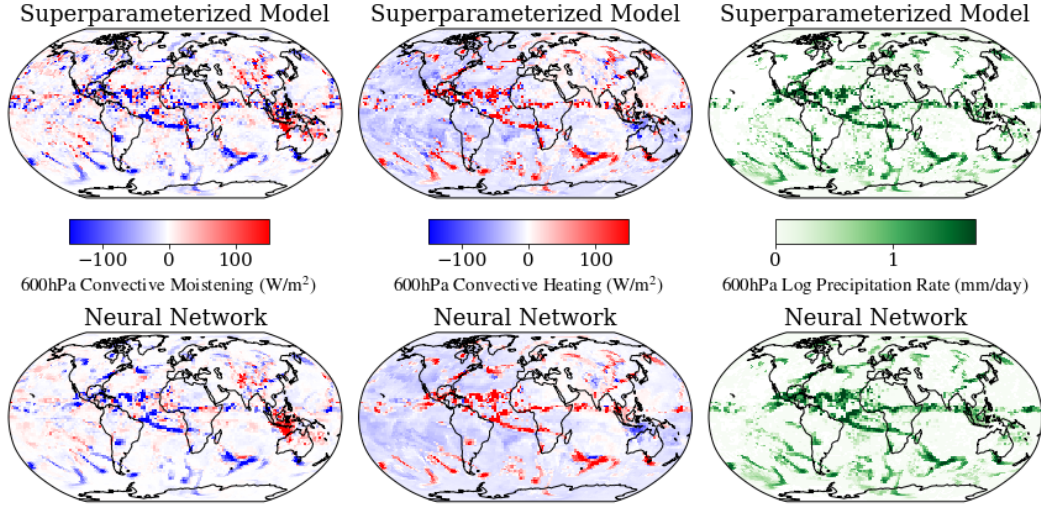 Superparameterized Model Superparameterized Model Superparameterized Model
−100 0 100 −100 0 100 0 1
600hPa Convective Moistening (W/m²) 600hPa Convective Heating (W/m²) 600hPa Log Precipitation Rate (mm/day)
Neural Network Neural Network Neural Network